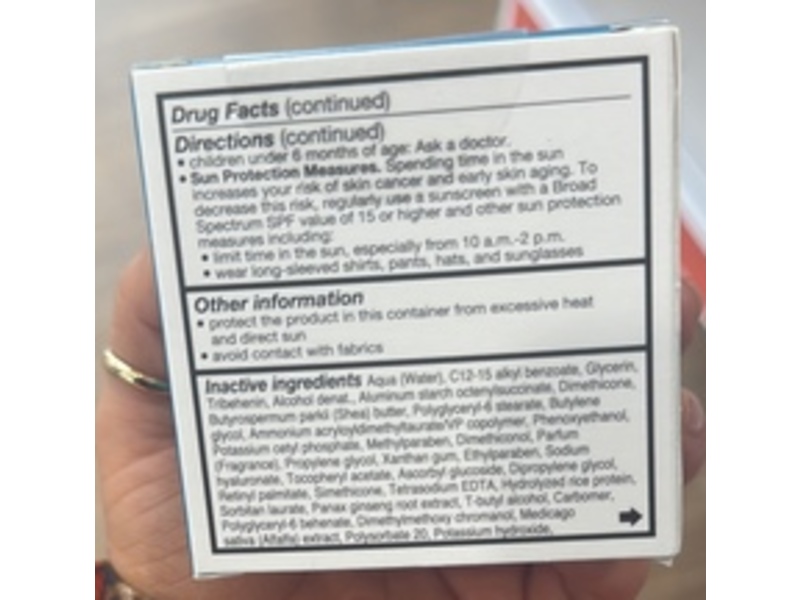 Drug Facts (continued)
Directions (continued)
• children under 6 months of age: Ask a doctor.
• Sun Protection Measures. Spending time in the sun
increases your risk of skin cancer and early skin aging. To
decrease this risk, regularly use a sunscreen with a Broad
Spectrum SPF value of 15 or higher and other sun protection
measures including:
• limit time in the sun, especially from 10 a.m.-2 p.m.
• wear long-sleeved shirts, pants, hats, and sunglasses
Other information
• protect the product in this container from excessive heat
and direct sun
• avoid contact with fabrics
Inactive ingredients Aqua (Water), C12-15 alkyl benzoate, Glycerin,
Tribehenin, Alcohol denat., Aluminum starch octenylsuccinate, Dimethicone,
Butyrospermum parkii (Shea) butter, Polyglyceryl-6 stearate, Butylene
glycol, Ammonium acryloyldimethyltaurate/VP copolymer, Phenoxyethanol,
Potassium cetyl phosphate, Methylparaben, Dimethiconol, Parfum
(Fragrance), Propylene glycol, Xanthan gum, Ethylparaben, Sodium
hyaluronate, Tocopheryl acetate, Ascorbyl glucoside, Dipropylene glycol,
Retinyl palmitate, Simethicone, Tetrasodium EDTA, Hydrolyzed rice protein,
Sorbitan laurate, Panax ginseng root extract, T-butyl alcohol, Carbomer,
Polyglyceryl-6 behenate, Dimethylmethoxy chromanol, Medicago
sativa (Alfalfa) extract, Polysorbate 20, Potassium hydroxide,